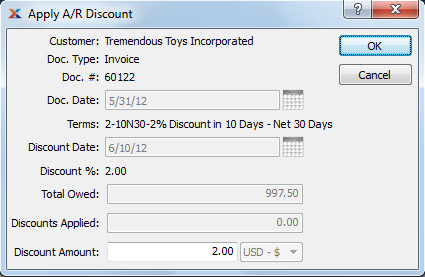 Apply A/R Discount
Customer: Tremendous Toys Incorporated
OK
Doc. Type: Invoice
Doc. #: 60122
Cancel
Doc. Date: 5/31/12
Terms: 2-10N30-2% Discount in 10 Days - Net 30 Days
Discount Date: 6/10/12
Discount %: 2.00
Total Owed: 997.50
Discounts Applied: 0.00
Discount Amount: 2.00 USD - $